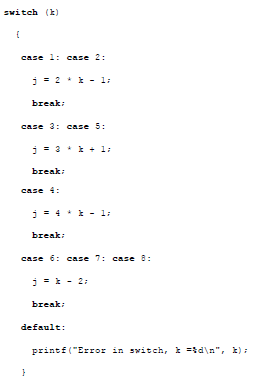 switch (k)
{
case 1: case 2:
j = 2 * k - 1;
break;
case 3: case 5:
j = 3 * k + 1;
break;
case 4:
j = 4 * k - 1;
break;
case 6: case 7: case 8:
j = k - 2;
break;
default:
printf("Error in switch, k =%d\n", k);
}